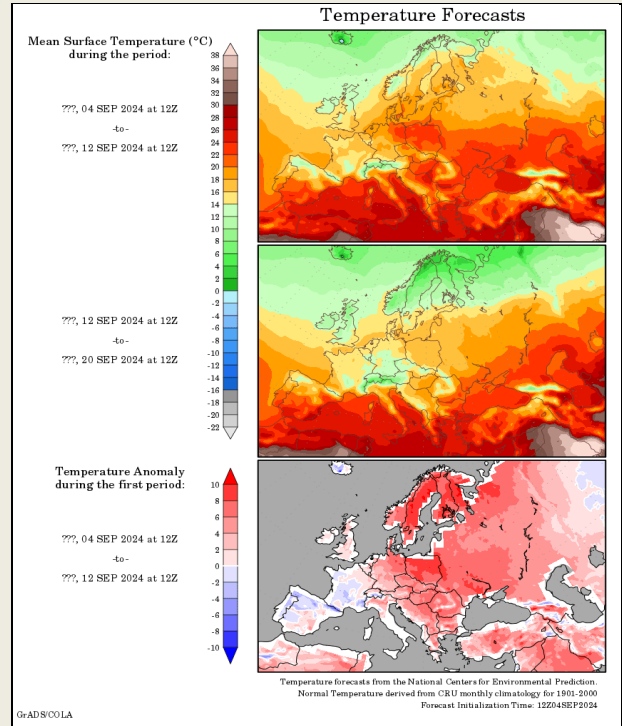 Temperature Forecasts
Mean Surface Temperature (°C)
during the period:
???, 04 SEP 2024 at 12Z
-to-
???, 12 SEP 2024 at 12Z
38
36
34
32
30
28
26
24
22
20
18
16
14
12
10
8
6
4
2
0
-2
-4
-6
-8
-10
-12
-14
-16
-18
-20
-22
???, 12 SEP 2024 at 12Z
-to-
???, 20 SEP 2024 at 12Z
Temperature Anomaly
during the first period:
???, 04 SEP 2024 at 12Z
-to-
???, 12 SEP 2024 at 12Z
10
8
6
4
2
0
-2
-4
-6
-8
-10
Temperature forecasts from the National Centers for Environmental Prediction.
Normal Temperature derived from CRU monthly climatology for 1901-2000
Forecast Initialization Time: 12Z04SEP2024
GrADS/COLA